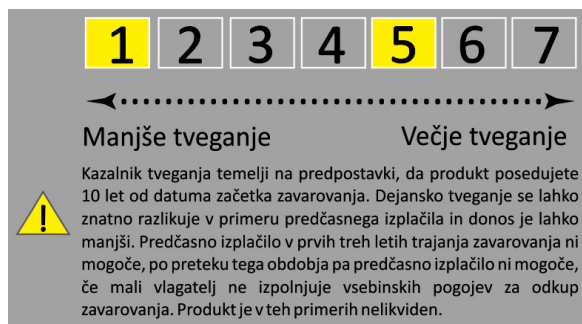 1 2 3 4 5 6 7
Manjše tveganje Večje tveganje
Kazalnik tveganja temelji na predpostavki, da produkt posedujete
10 let od datuma začetka zavarovanja. Dejansko tveganje se lahko
znatno razlikuje v primeru predčasnega izplačila in donos je lahko
manjši. Predčasno izplačilo v prvih treh letih trajanja zavarovanja ni
mogoče, po preteku tega obdobja pa predčasno izplačilo ni mogoče,
če mali vlagatelj ne izpolnjuje vsebinskih pogojev za odkup
zavarovanja. Produkt je v teh primerih nelikviden.
!